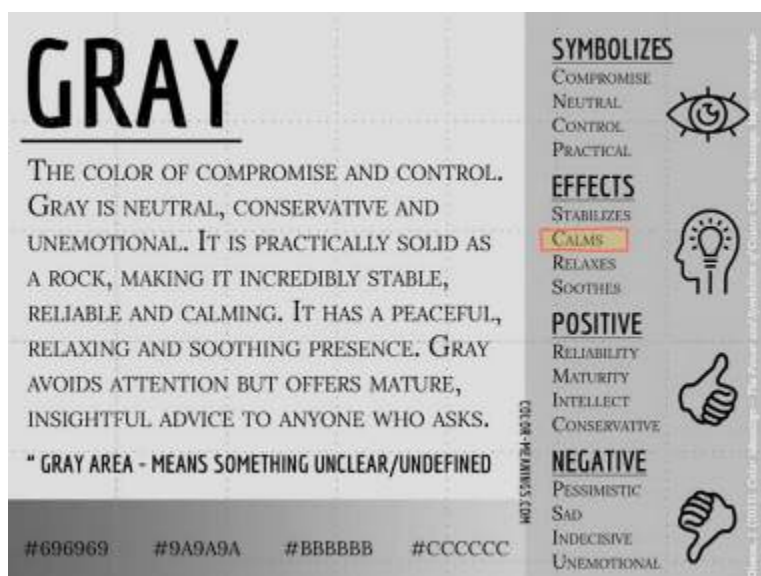 GRAY
THE COLOR OF COMPROMISE AND CONTROL.
GRAY IS NEUTRAL, CONSERVATIVE AND
UNEMOTIONAL. IT IS PRACTICALLY SOLID AS
A ROCK, MAKING IT INCREDIBLY STABLE,
RELIABLE AND CALMING. IT HAS A PEACEFUL,
RELAXING AND SOOTHING PRESENCE. GRAY
AVOIDS ATTENTION BUT OFFERS MATURE,
INSIGHTFUL ADVICE TO ANYONE WHO ASKS.
" GRAY AREA - MEANS SOMETHING UNCLEAR/UNDEFINED
#696969 #9A9A9A #BBBBBB #CCCCCC
COLOR-MEANINGS.COM
SYMBOLIZES
COMPROMISE
NEUTRAL
CONTROL
PRACTICAL
EFFECTS
STABILIZES
CALMS
RELAXES
SOOTHES
POSITIVE
RELIABILITY
MATURITY
INTELLECT
CONSERVATIVE
NEGATIVE
PESSIMISTIC
SAD
INDECISIVE
UNEMOTIONAL